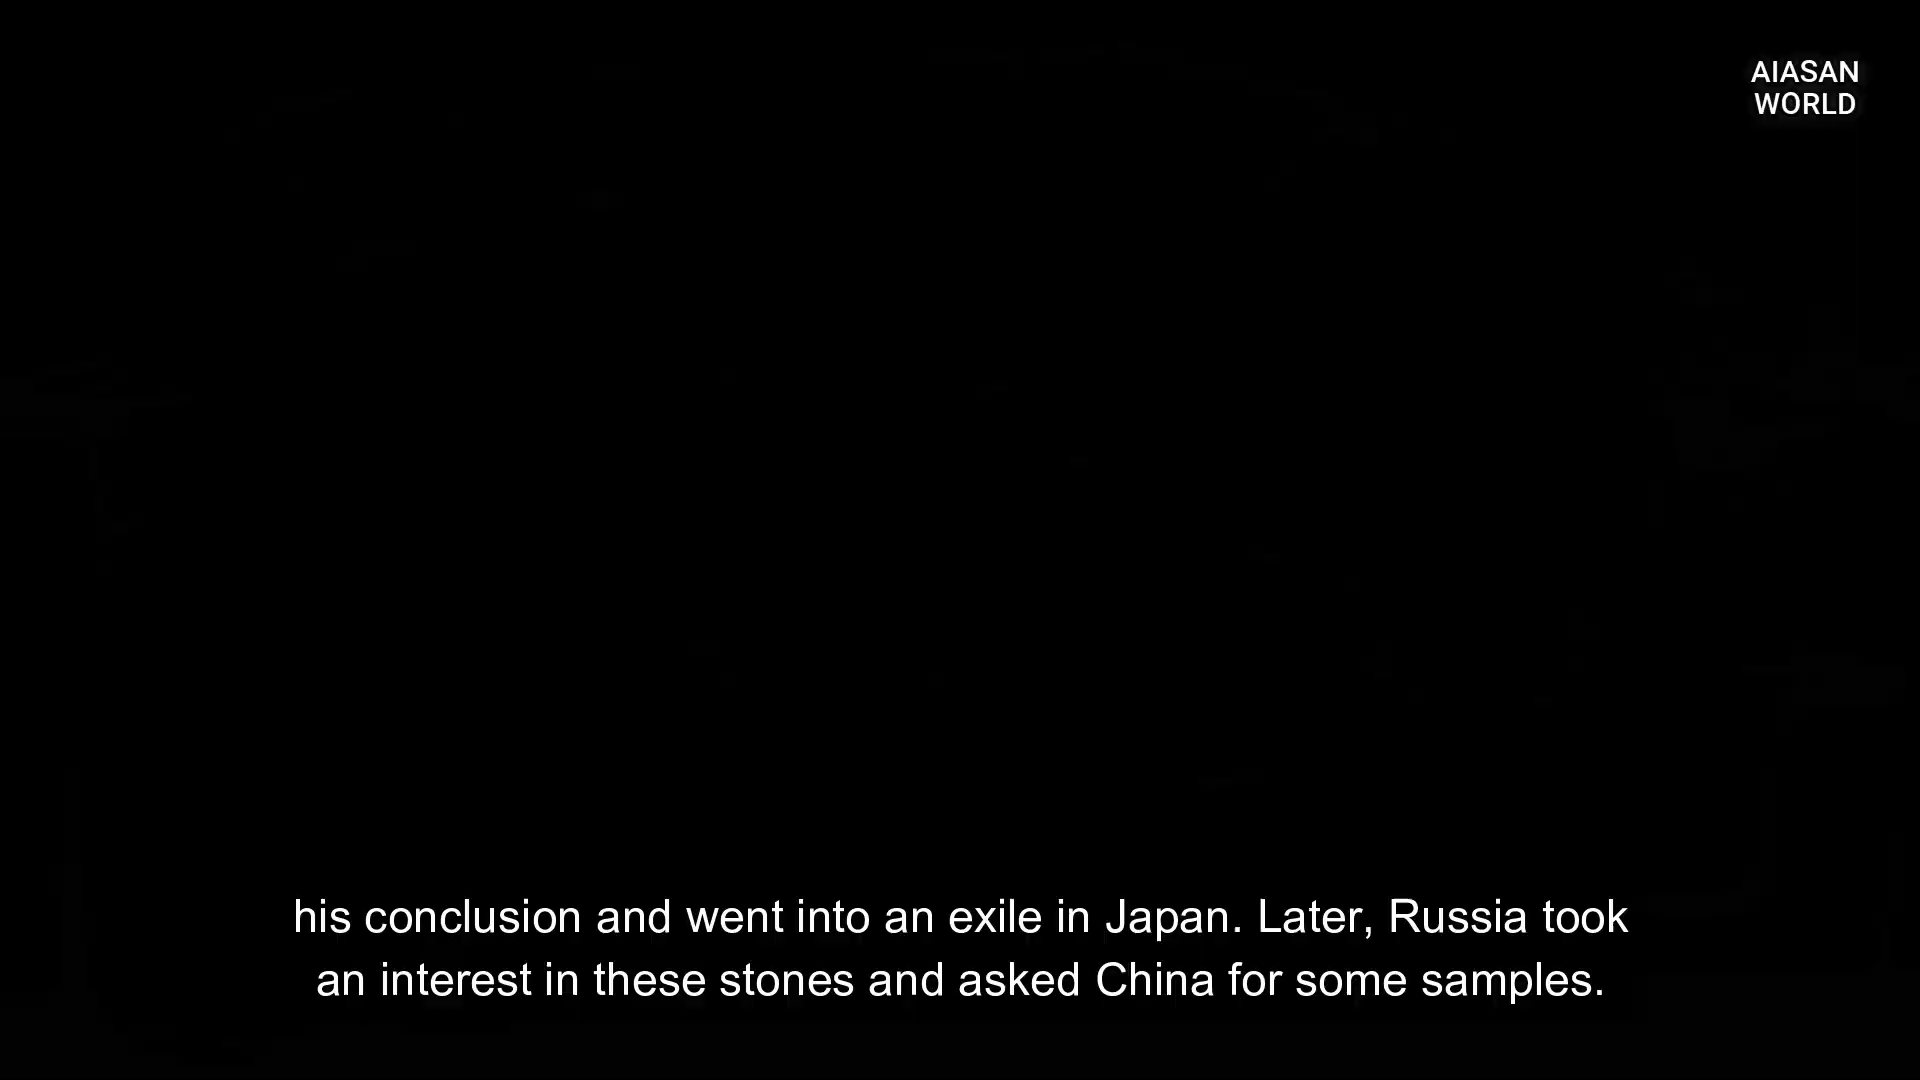 AIASAN
WORLD
his conclusion and went into an exile in Japan. Later, Russia took
an interest in these stones and asked China for some samples.